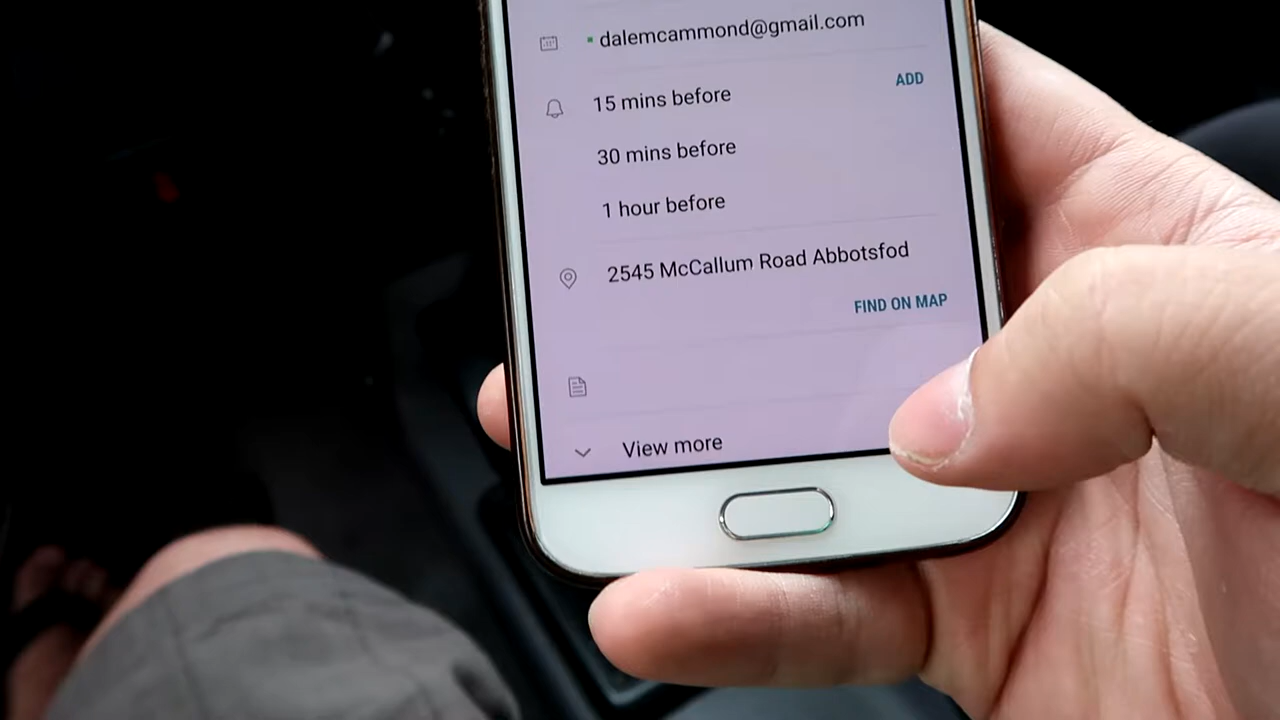 dalemcammond@gmail.com
15 mins before
ADD
30 mins before
1 hour before
2545 McCallum Road Abbotsfod
FIND ON MAP
View more